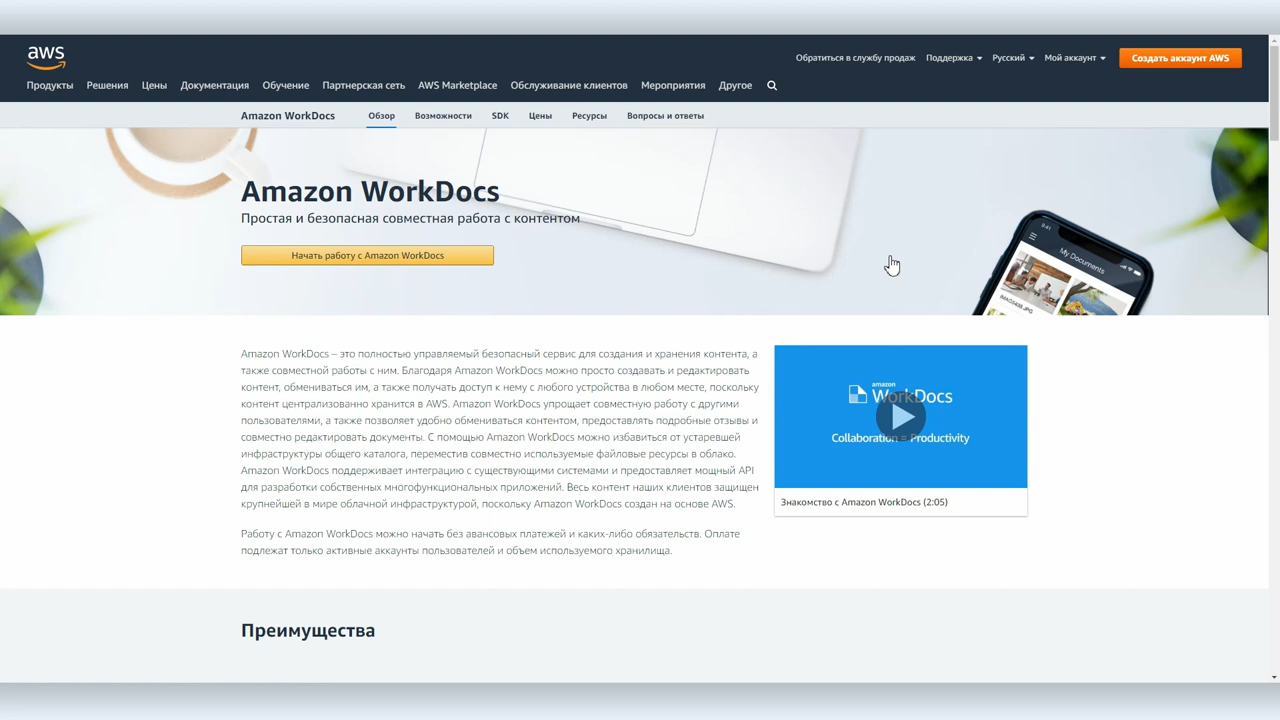 aws
Обратиться в службу продаж Поддержка Русский Мой аккаунт Создать аккаунт AWS
Продукты Решения Цены Документация Обучение Партнерская сеть AWS Marketplace Обслуживание клиентов Мероприятия Другое
Amazon WorkDocs Обзор Возможности SDK Цены Ресурсы Вопросы и ответы
Amazon WorkDocs
Простая и безопасная совместная работа с контентом
Начать работу с Amazon WorkDocs
9:41
My Documents
IMAG3438.JPG
Amazon WorkDocs – это полностью управляемый безопасный сервис для создания и хранения контента, а
также совместной работы с ним. Благодаря Amazon WorkDocs можно просто создавать и редактировать
контент, обмениваться им, а также получать доступ к нему с любого устройства в любом месте, поскольку
контент централизованно хранится в AWS. Amazon WorkDocs упрощает совместную работу с другими
пользователями, а также позволяет удобно обмениваться контентом, предоставлять подробные отзывы и
совместно редактировать документы. С помощью Amazon WorkDocs можно избавиться от устаревшей
инфраструктуры общего каталога, переместив совместно используемые файловые ресурсы в облако.
Amazon WorkDocs поддерживает интеграцию с существующими системами и предоставляет мощный API
для разработки собственных многофункциональных приложений. Весь контент наших клиентов защищен
крупнейшей в мире облачной инфраструктурой, поскольку Amazon WorkDocs создан на основе AWS.
Работу с Amazon WorkDocs можно начать без авансовых платежей и каких-либо обязательств. Оплате
подлежат только активные аккаунты пользователей и объем используемого хранилища.
amazon
WorkDocs
Collaboration = Productivity
Знакомство с Amazon WorkDocs (2:05)
Преимущества